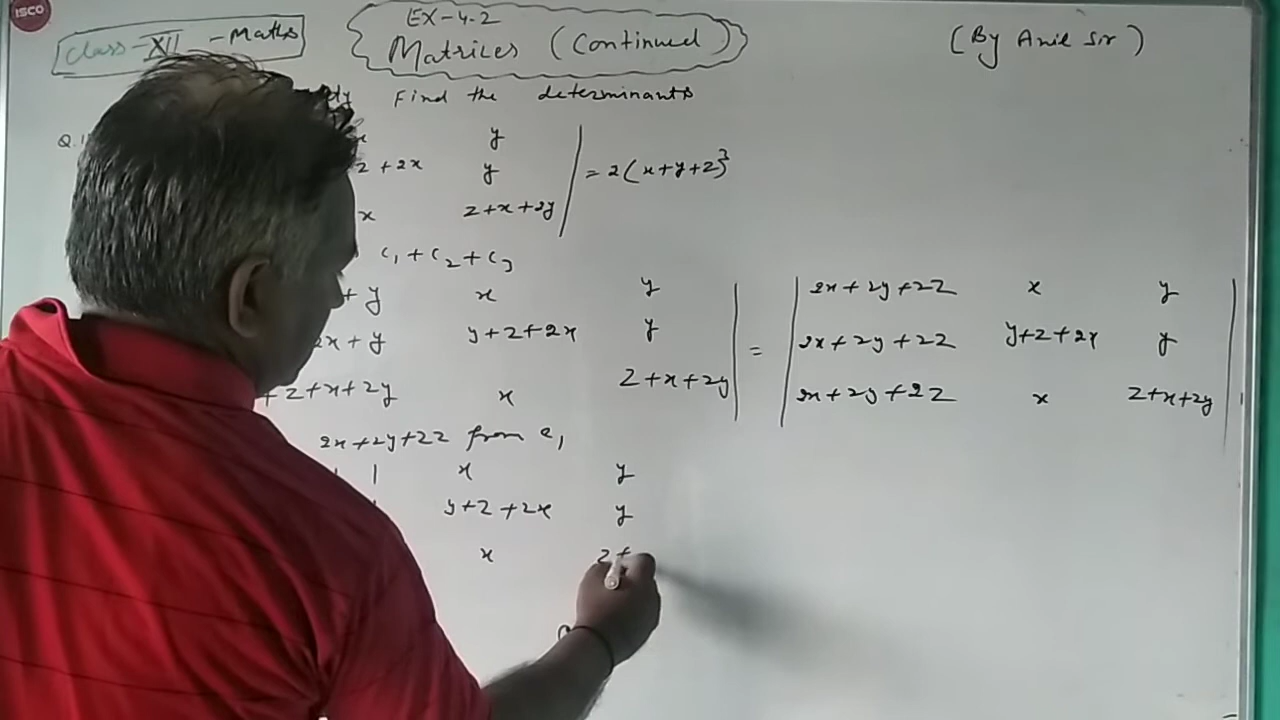 ISCO
Class-XII-Maths
EX-4.2
Matrices (Continued)
(By Anil Sir)
Find the determinants
Q.
x y
z+2x y = 2(x+y+z)³
x z+x+2y
C₁+C₂+C₃
+y x y
2x+y y+z+2x y
+z+x+2y x z+x+2y
= 2x+2y+2z x y
2x+2y+2z y+z+2x y
2x+2y+2z x z+x+2y
2x+2y+2z from c₁
1 x y
y+z+2x y
x z+